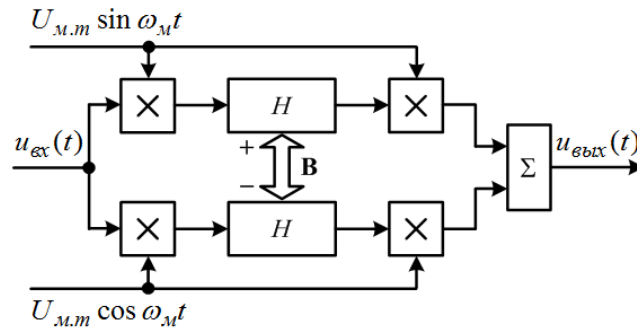 U_{м.m} sin ω_м t
× H ×
u_{вх}(t) + В Σ u_{вых}(t)
−
× H ×
U_{м.m} cos ω_м t